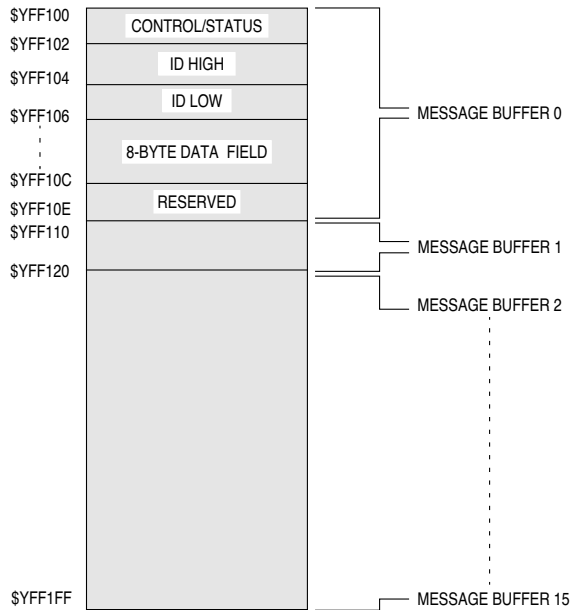 $YFF100
CONTROL/STATUS
$YFF102
ID HIGH
$YFF104
ID LOW
$YFF106
MESSAGE BUFFER 0
8-BYTE DATA FIELD
$YFF10C
RESERVED
$YFF10E
$YFF110
MESSAGE BUFFER 1
$YFF120
MESSAGE BUFFER 2
$YFF1FF
MESSAGE BUFFER 15